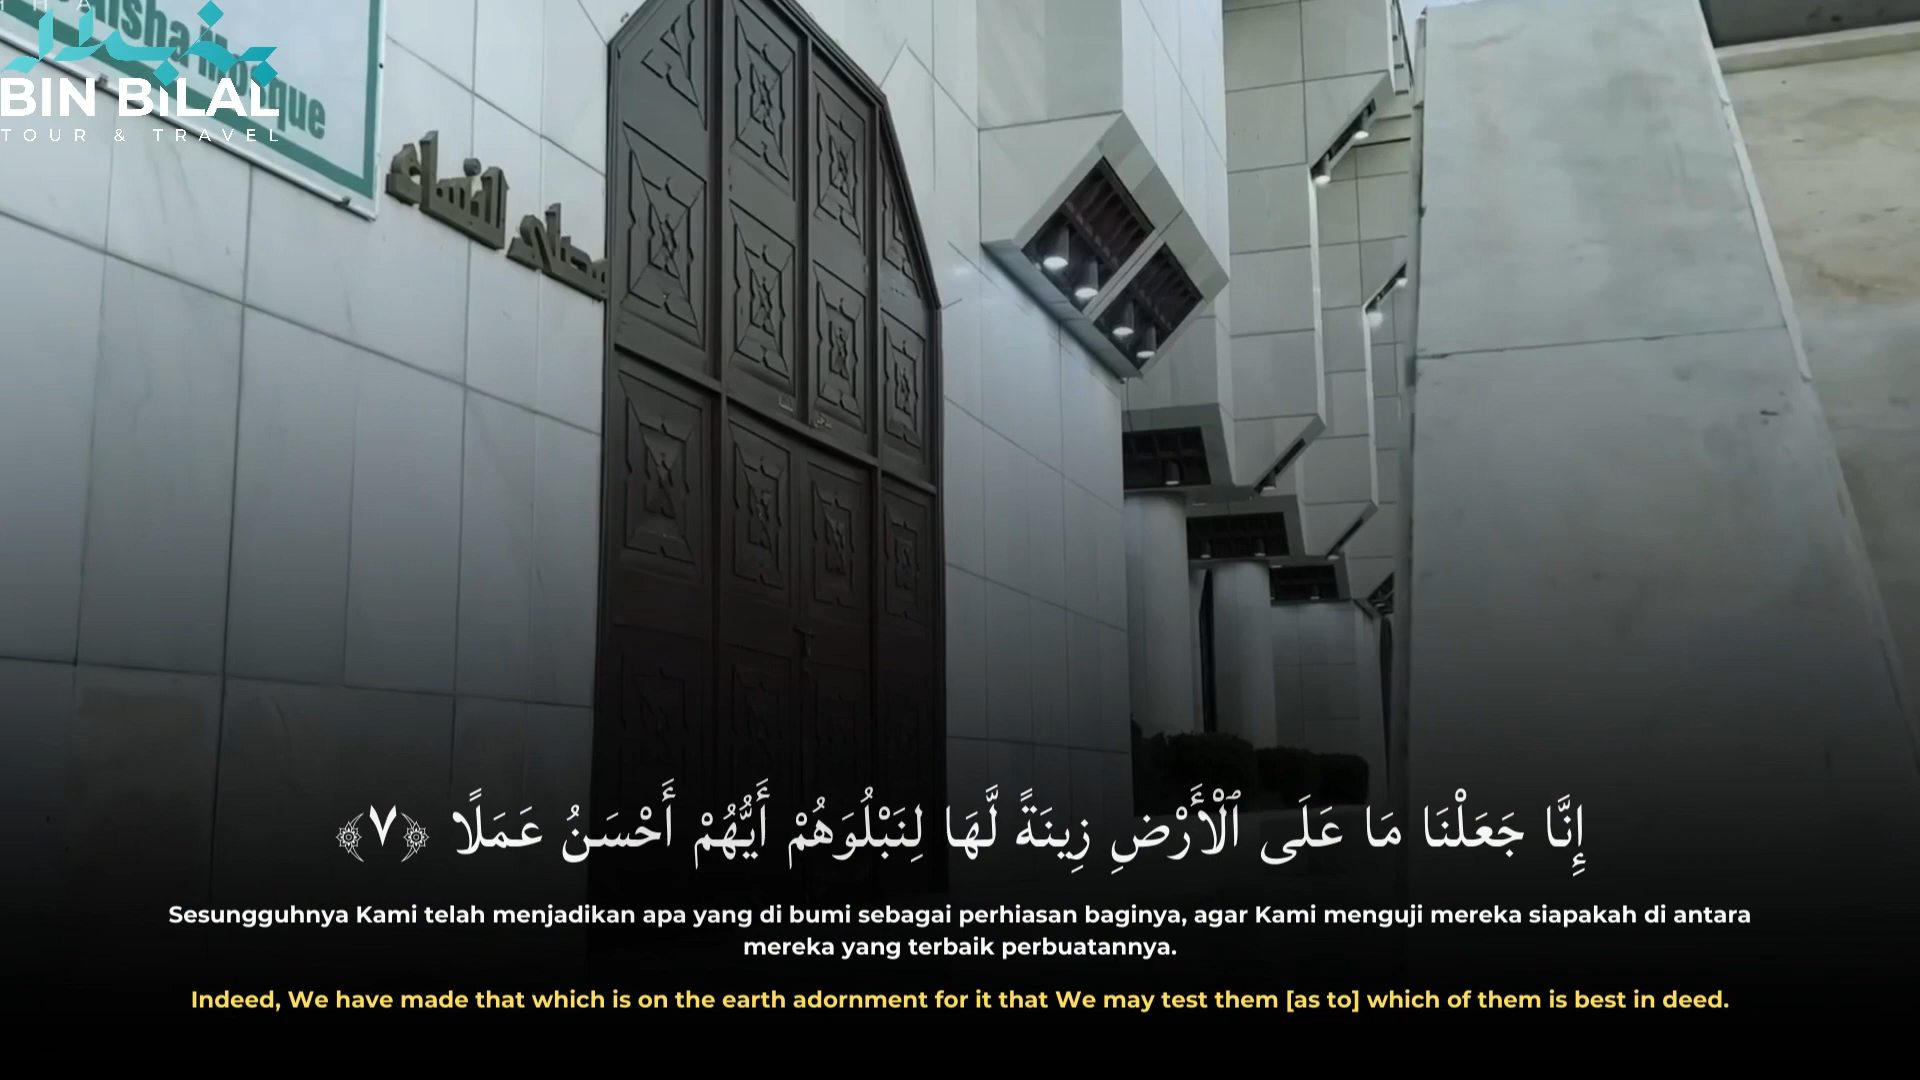 BIN BILAL
TOUR & TRAVEL
مصلى النساء
إِنَّا جَعَلْنَا مَا عَلَى ٱلْأَرْضِ زِينَةً لَّهَا لِنَبْلُوَهُمْ أَيُّهُمْ أَحْسَنُ عَمَلًا ﴿٧﴾
Sesungguhnya Kami telah menjadikan apa yang di bumi sebagai perhiasan baginya, agar Kami menguji mereka siapakah di antara
mereka yang terbaik perbuatannya.
Indeed, We have made that which is on the earth adornment for it that We may test them [as to] which of them is best in deed.